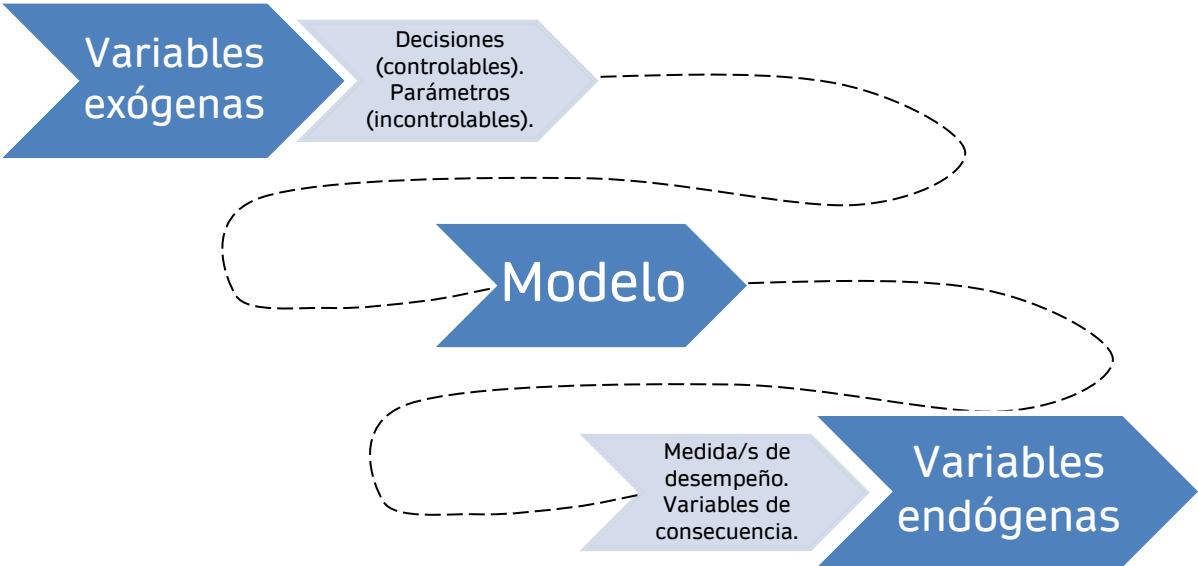 Variables
exógenas
Decisiones
(controlables).
Parámetros
(incontrolables).
Modelo
Medida/s de
desempeño.
Variables de
consecuencia.
Variables
endógenas